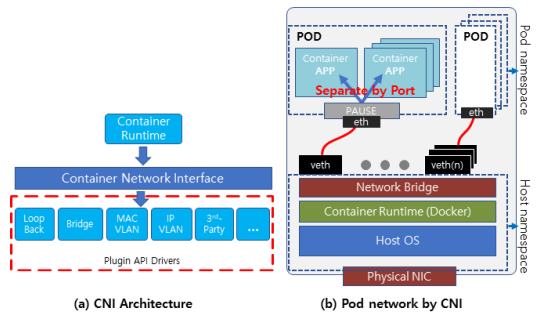 Container
Runtime
Container Network Interface
Loop
Back
Bridge
MAC
VLAN
IP
VLAN
3rd-
Party
...
Plugin API Drivers
(a) CNI Architecture
POD
Container
APP
Container
APP
Separate by Port
PAUSE
eth
POD
eth
veth
veth(n)
Network Bridge
Container Runtime (Docker)
Host OS
Physical NIC
Pod namespace
Host namespace
(b) Pod network by CNI